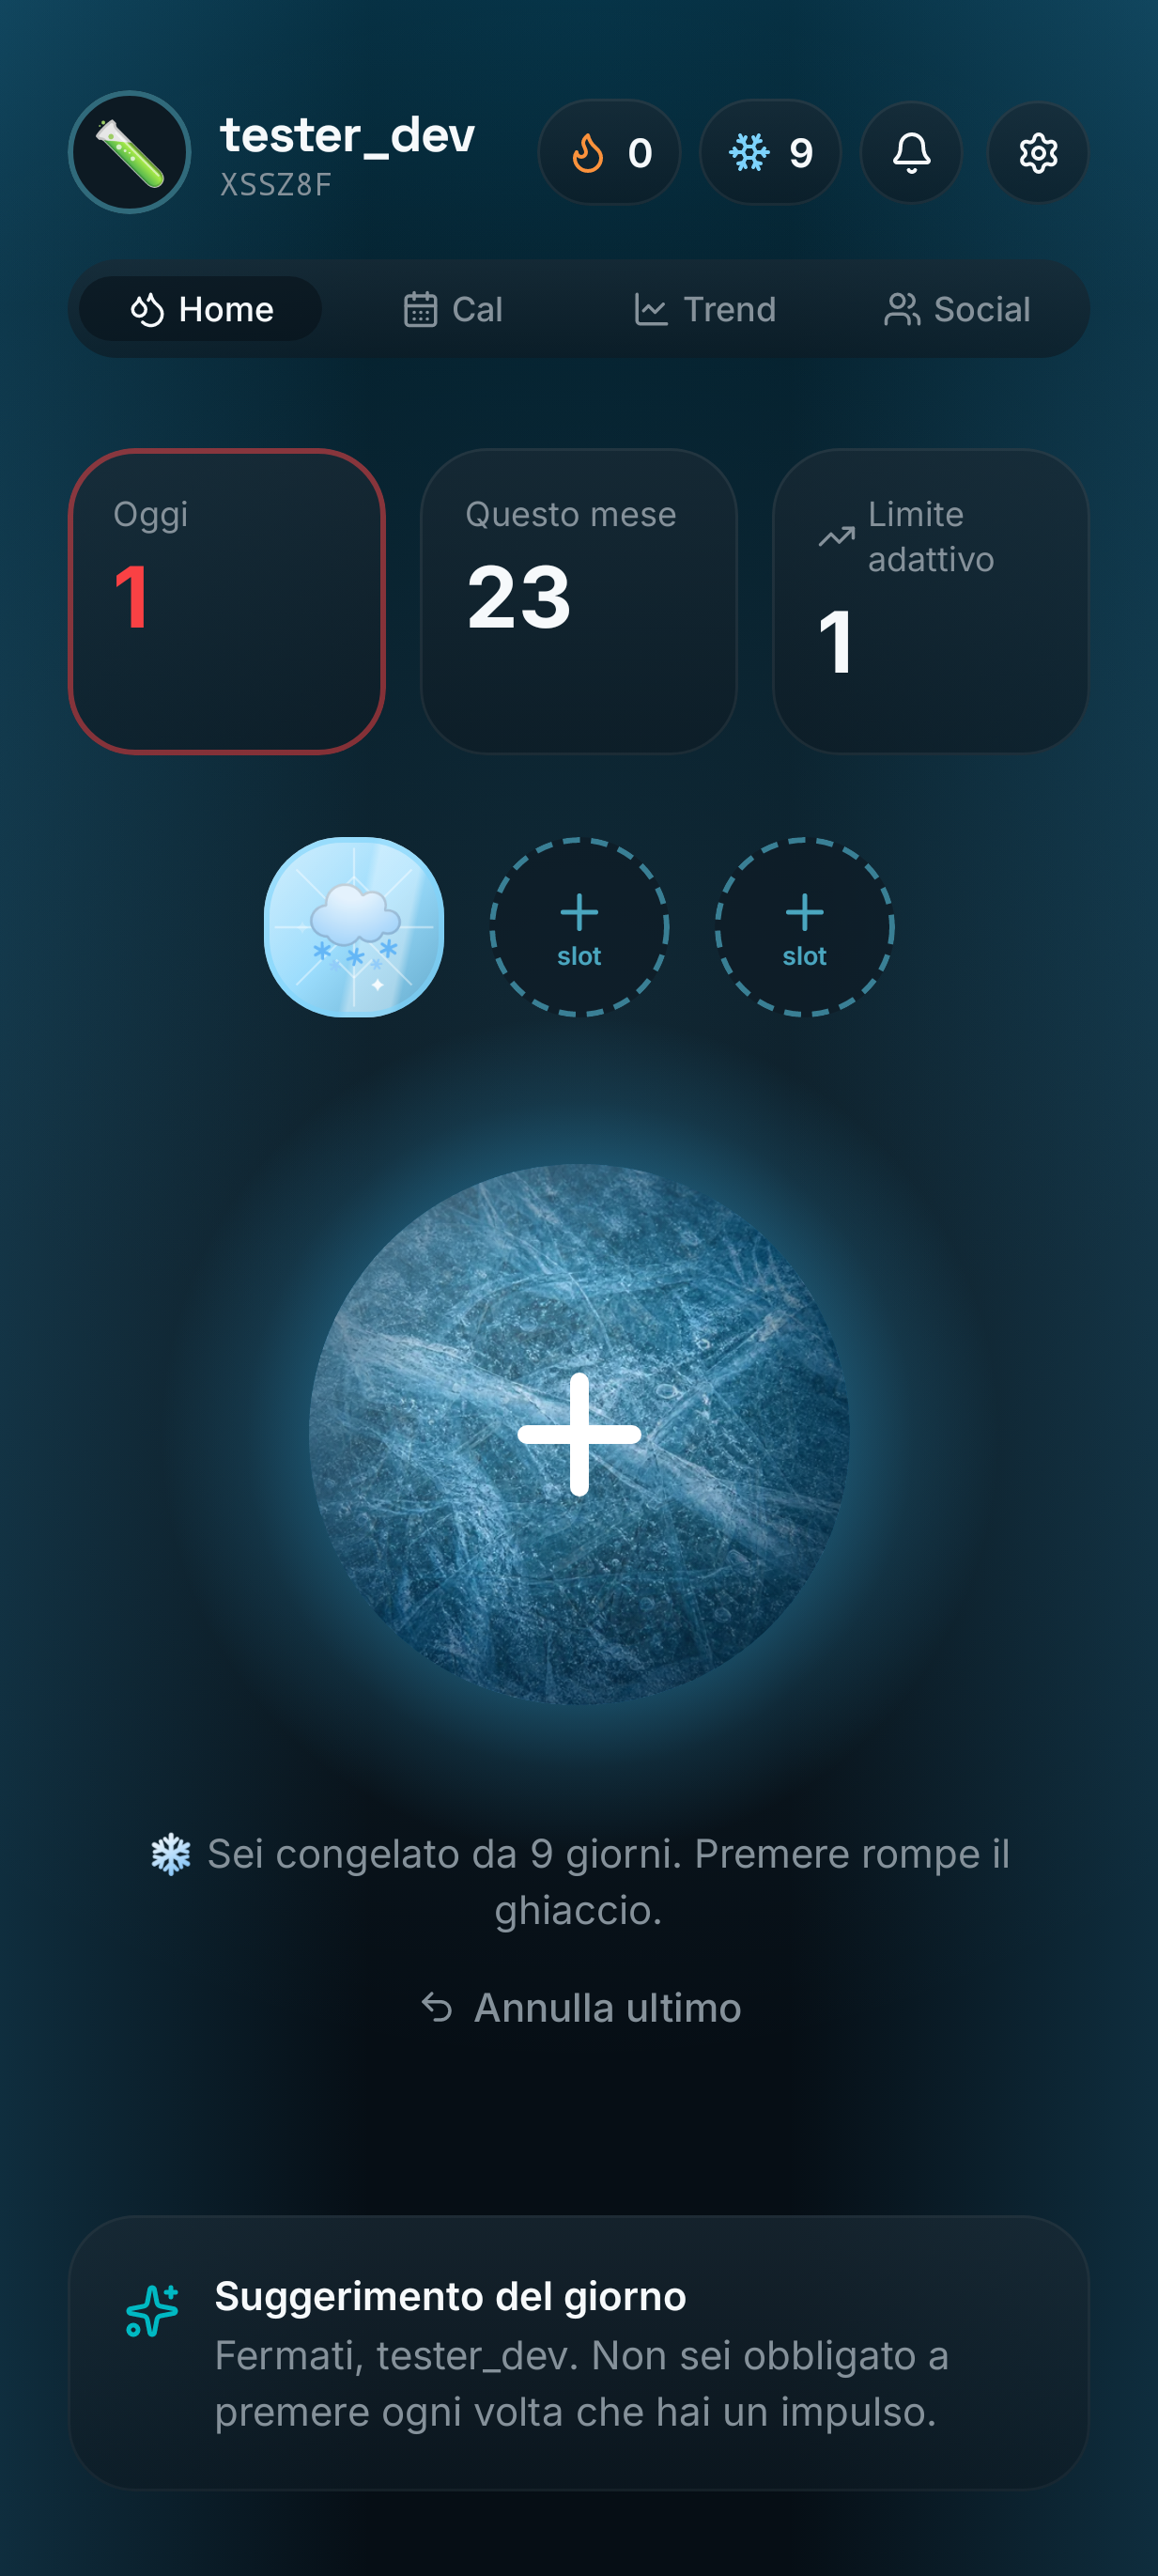 tester_dev
XSSZ8F
0
9
Home
Cal
Trend
Social
Oggi
1
Questo mese
23
Limite
adattivo
1
slot
slot
Sei congelato da 9 giorni. Premere rompe il
ghiaccio.
Annulla ultimo
Suggerimento del giorno
Fermati, tester_dev. Non sei obbligato a
premere ogni volta che hai un impulso.